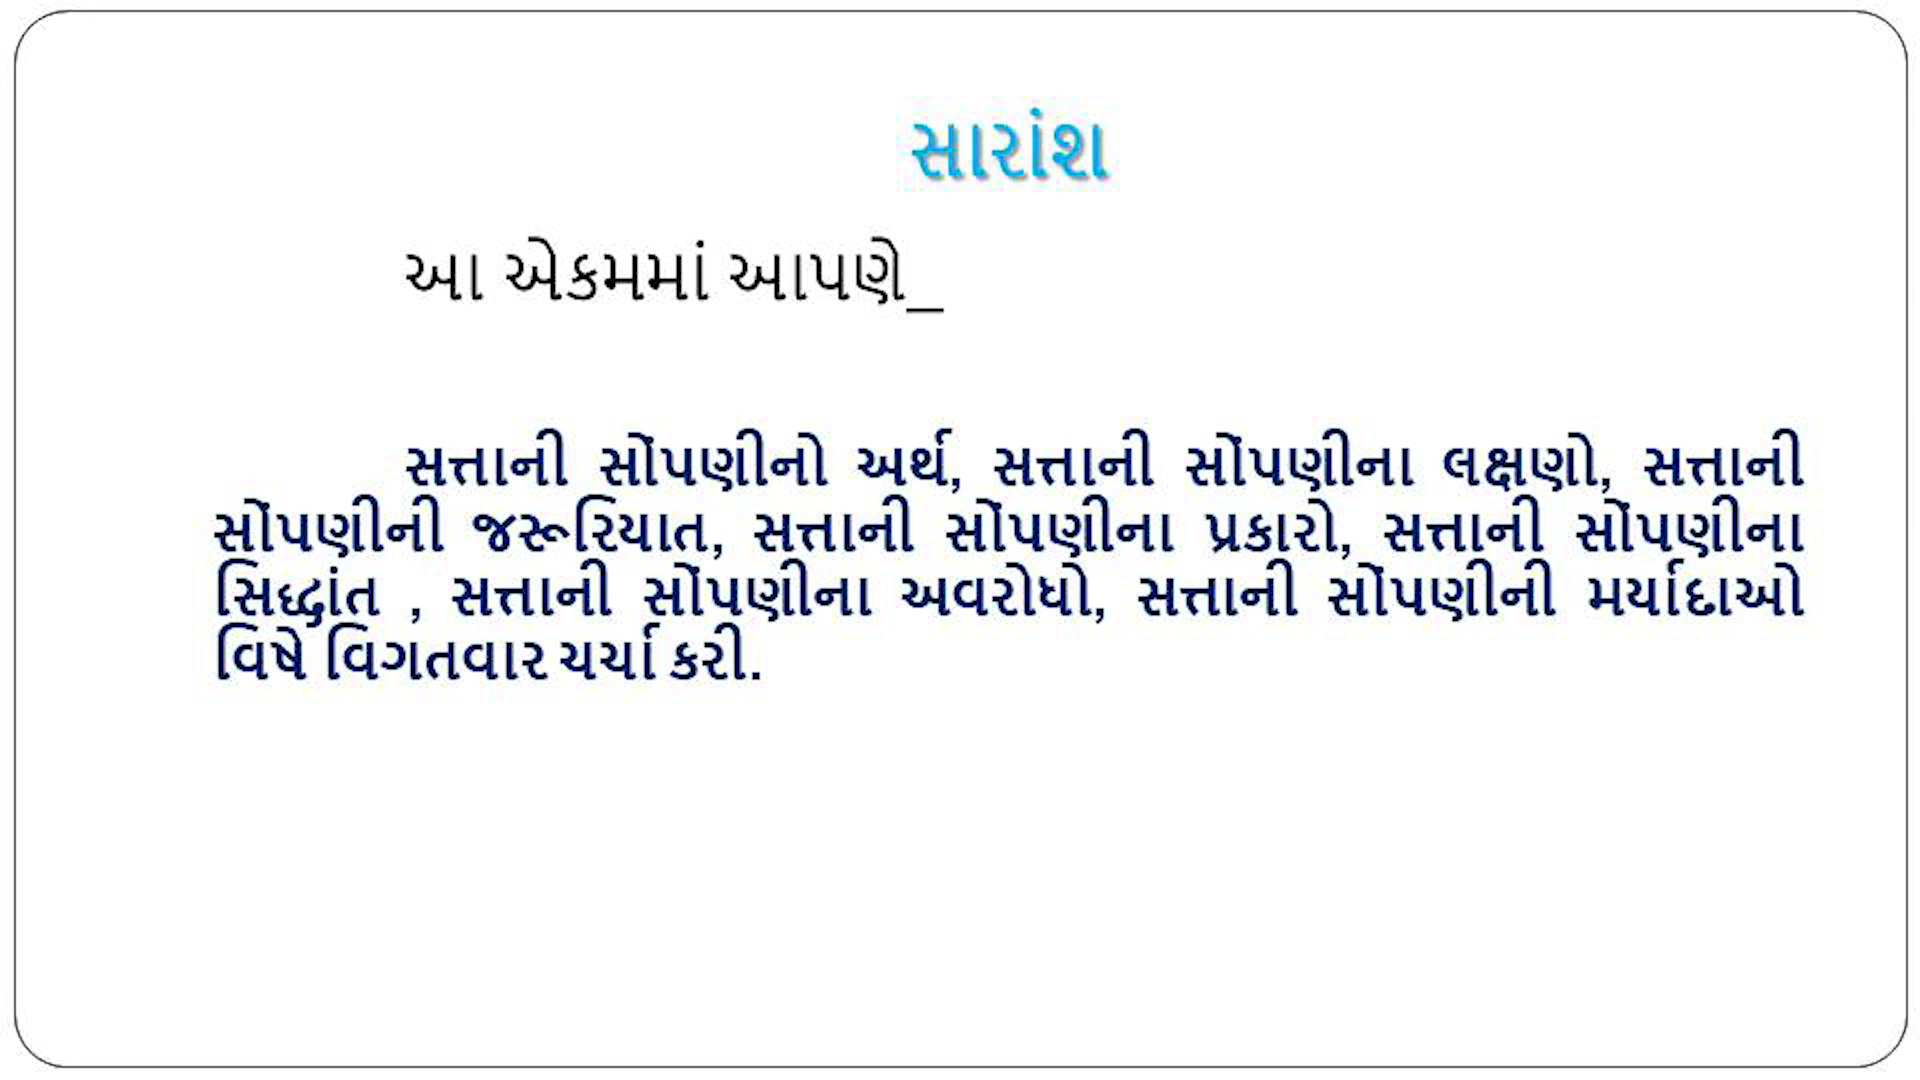 સારાંશ
આ એકમમાં આપણે_
સત્તાની સોંપણીનો અર્થ, સત્તાની સોંપણીના લક્ષણો, સત્તાની
સોંપણીની જરૂરિયાત, સત્તાની સોંપણીના પ્રકારો, સત્તાની સોંપણીના
સિદ્ધાંત , સત્તાની સોંપણીના અવરોધો, સત્તાની સોંપણીની મર્યાદાઓ
વિષે વિગતવાર ચર્ચા કરી.